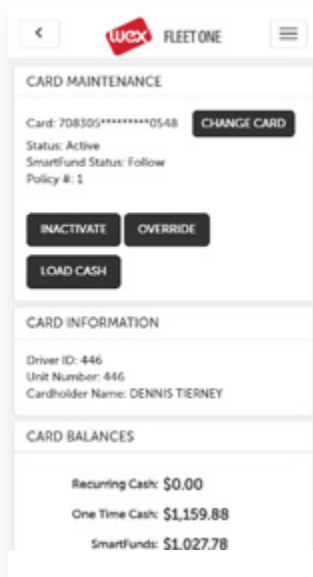 wex FLEET ONE
CARD MAINTENANCE
Card: 708305*********0548 CHANGE CARD
Status: Active
SmartFund Status: Follow
Policy #: 1
INACTIVATE OVERRIDE
LOAD CASH
CARD INFORMATION
Driver ID: 446
Unit Number: 446
Cardholder Name: DENNIS TIERNEY
CARD BALANCES
Recurring Cash: $0.00
One Time Cash: $1,159.88
SmartFunds: $1,027.78